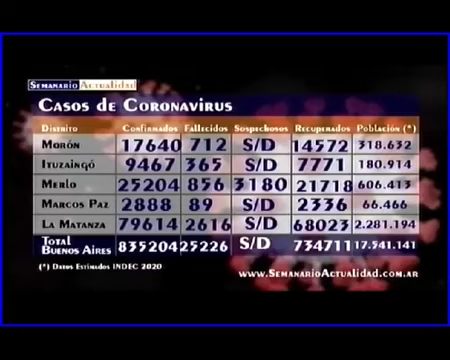 Semanario Actualidad
Casos de Coronavirus
Distrito Confirmados Fallecidos Sospechosos Recuperados Población (*)
Morón 17640 712 S/D 14572 318.632
Ituzaingó 9467 365 S/D 7771 180.914
Merlo 25204 856 3180 21718 606.413
Marcos Paz 2888 89 S/D 2336 66.466
La Matanza 79614 2616 S/D 68023 2.281.194
Total Buenos Aires 835204 25226 S/D 734711 17.541.141
(*) Datos Estimados INDEC 2020
www.SemanarioActualidad.com.ar